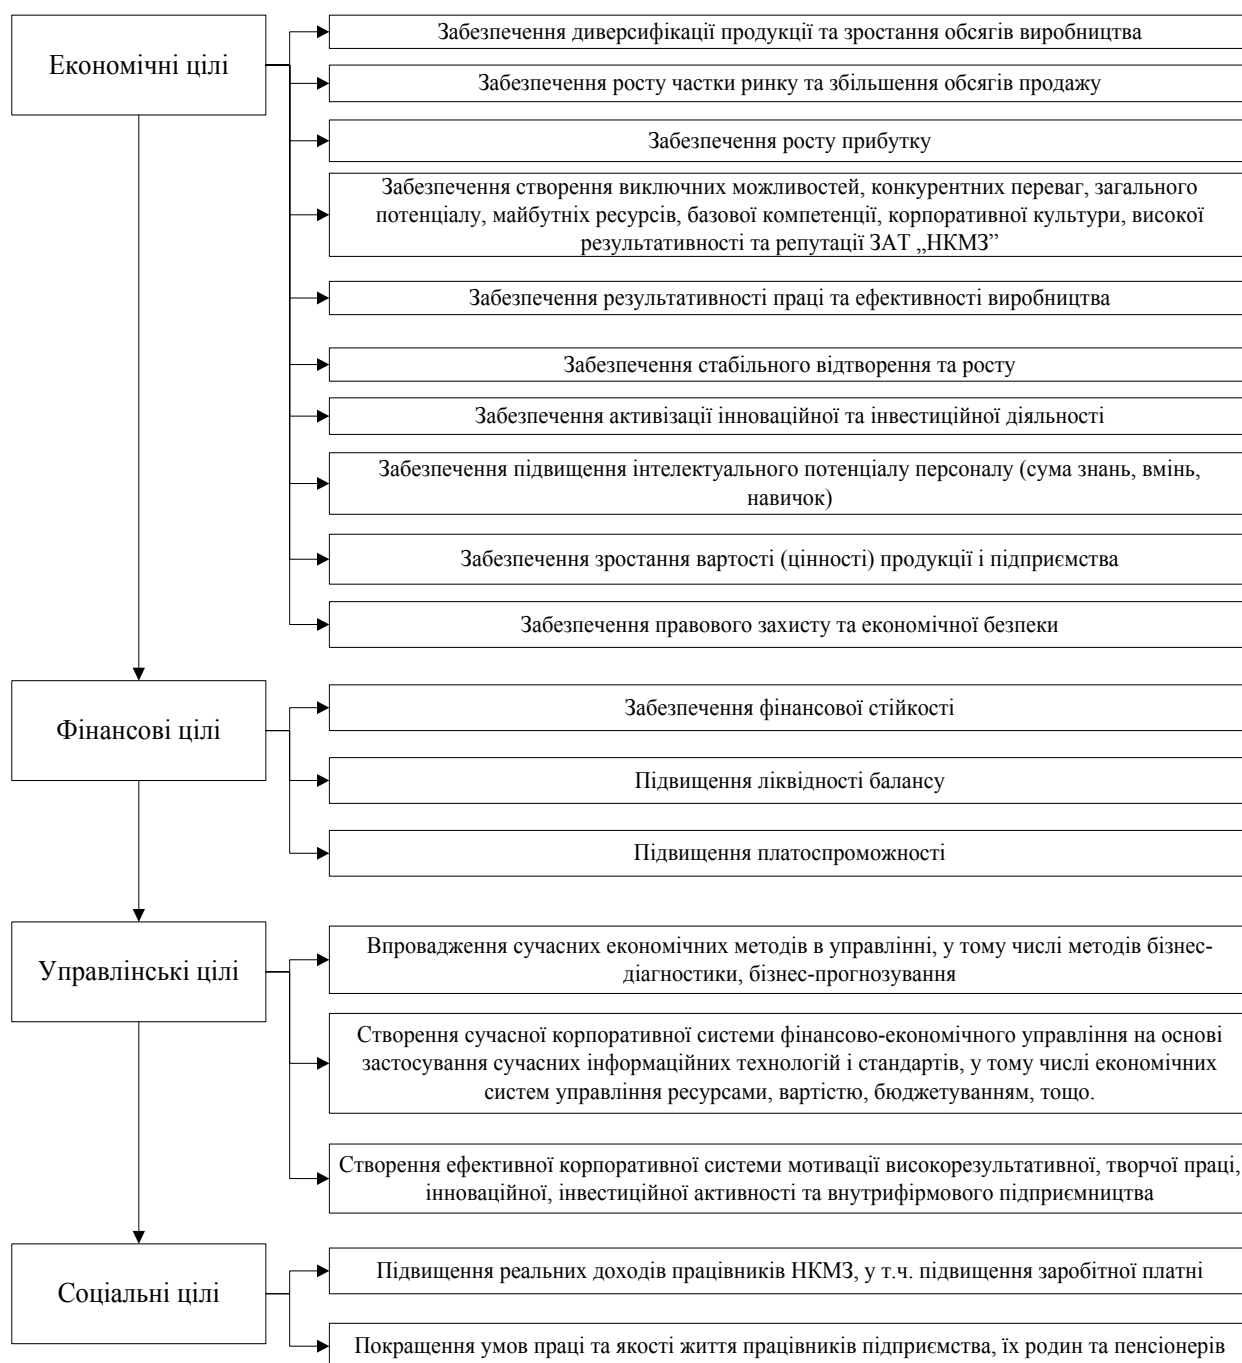 Економічні цілі
Забезпечення диверсифікації продукції та зростання обсягів виробництва
Забезпечення росту частки ринку та збільшення обсягів продажу
Забезпечення росту прибутку
Забезпечення створення виключних можливостей, конкурентних переваг, загального
потенціалу, майбутніх ресурсів, базової компетенції, корпоративної культури, високої
результативності та репутації ЗАТ „НКМЗ”
Забезпечення результативності праці та ефективності виробництва
Забезпечення стабільного відтворення та росту
Забезпечення активізації інноваційної та інвестиційної діяльності
Забезпечення підвищення інтелектуального потенціалу персоналу (сума знань, вмінь,
навичок)
Забезпечення зростання вартості (цінності) продукції і підприємства
Забезпечення правового захисту та економічної безпеки
Фінансові цілі
Забезпечення фінансової стійкості
Підвищення ліквідності балансу
Підвищення платоспроможності
Управлінські цілі
Впровадження сучасних економічних методів в управлінні, у тому числі методів бізнес-
діагностики, бізнес-прогнозування
Створення сучасної корпоративної системи фінансово-економічного управління на основі
застосування сучасних інформаційних технологій і стандартів, у тому числі економічних
систем управління ресурсами, вартістю, бюджетуванням, тощо.
Створення ефективної корпоративної системи мотивації високорезультативної, творчої праці,
інноваційної, інвестиційної активності та внутрифірмового підприємництва
Соціальні цілі
Підвищення реальних доходів працівників НКМЗ, у т.ч. підвищення заробітної платні
Покращення умов праці та якості життя працівників підприємства, їх родин та пенсіонерів